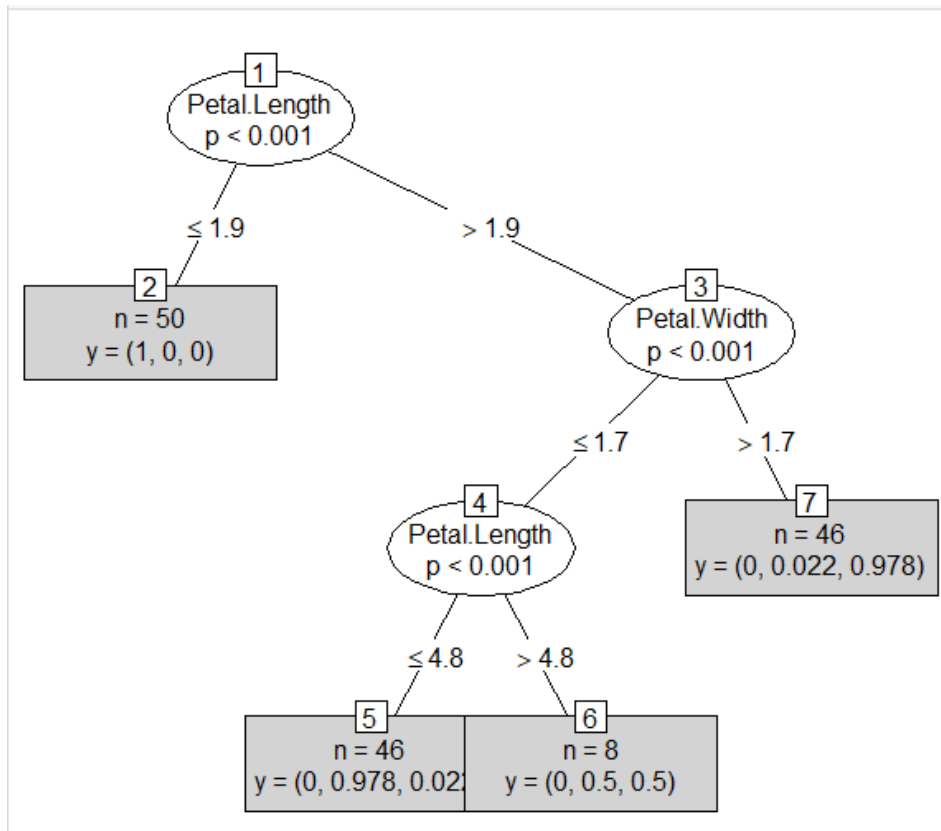 1
Petal.Length
p < 0.001
≤ 1.9
> 1.9
2
n = 50
y = (1, 0, 0)
3
Petal.Width
p < 0.001
≤ 1.7
> 1.7
4
Petal.Length
p < 0.001
7
n = 46
y = (0, 0.022, 0.978)
≤ 4.8
> 4.8
5
n = 46
y = (0, 0.978, 0.022
6
n = 8
y = (0, 0.5, 0.5)